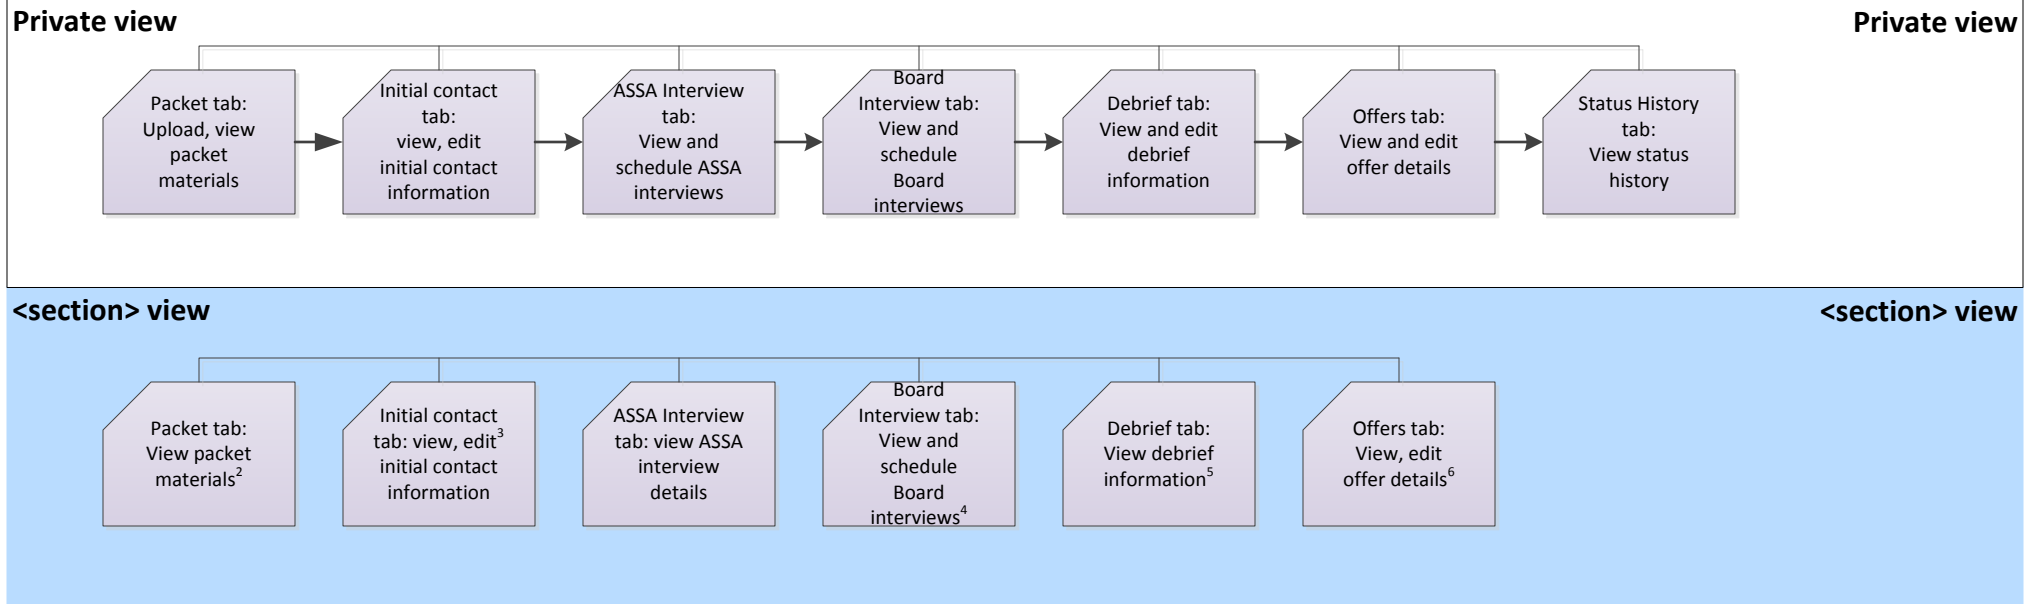 Private view
Private view
Packet tab:
Upload, view
packet
materials
Initial contact
tab:
view, edit
initial contact
information
ASSA Interview
tab:
View and
schedule ASSA
interviews
Board
Interview tab:
View and
schedule
Board
interviews
Debrief tab:
View and edit
debrief
information
Offers tab:
View and edit
offer details
Status History
tab:
View status
history
<section> view
<section> view
Packet tab:
View packet
materials²
Initial contact
tab: view, edit³
initial contact
information
ASSA Interview
tab: view ASSA
interview
details
Board
Interview tab:
View and
schedule
Board
interviews⁴
Debrief tab:
View debrief
information⁵
Offers tab:
View, edit
offer details⁶